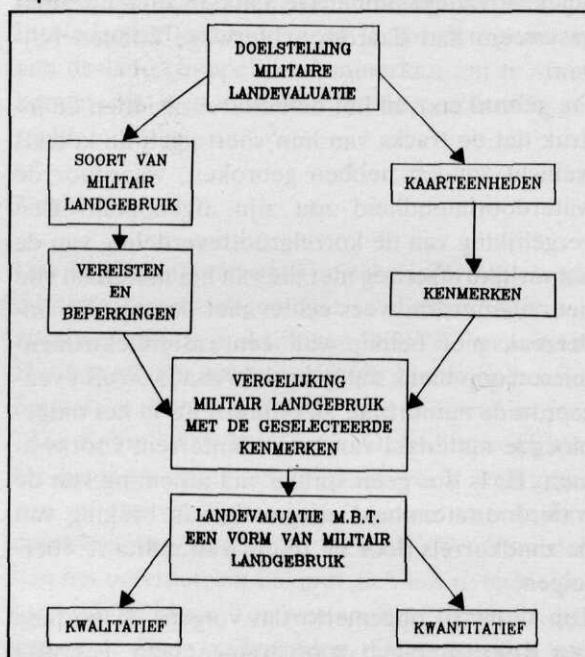 DOELSTELLING
MILITAIRE
LANDEVALUATIE
SOORT VAN
MILITAIR
LANDGEBRUIK
KAARTEENHEDEN
VEREISTEN
EN
BEPERKINGEN
KENMERKEN
VERGELIJKING
MILITAIR LANDGEBRUIK
MET DE GESELECTEERDE
KENMERKEN
LANDEVALUATIE M.B.T.
EEN VORM VAN MILITAIR
LANDGEBRUIK
KWALITATIEF
KWANTITATIEF